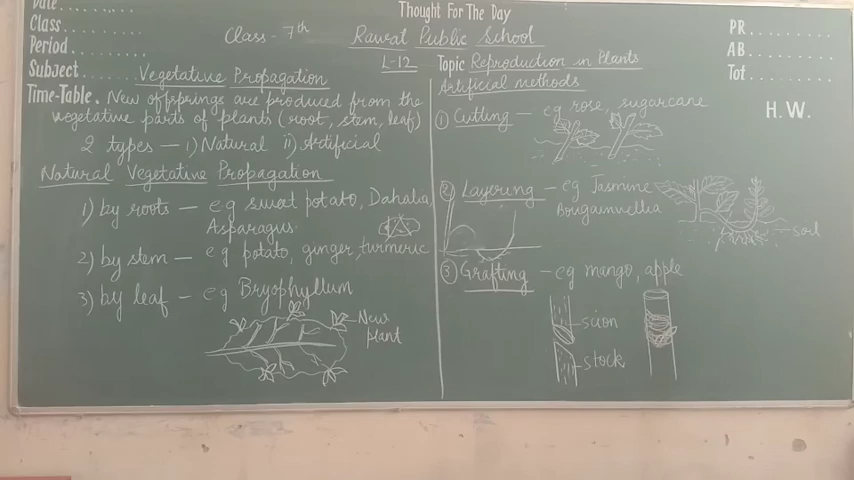 Thought For The Day
Date.........
Class.........
Period.........
Subject......
Class - 7th
Rawat Public School
L-12
Topic Reproduction in Plants
PR.........
AB.........
Tot.........
H.W.
Vegetative Propagation
Time-Table. New offsprings are produced from the
vegetative parts of plants (root, stem, leaf)
2 types — i) Natural ii) Artificial
Natural Vegetative Propagation
1) by roots — eg sweet potato, Dahalia,
Asparagus.
2) by stem — eg potato, ginger, turmeric
3) by leaf — eg Bryophyllum
New
plant
Artificial methods
① Cutting — eg rose, sugarcane
② Layering — eg Jasmine
Bougainvellia
soil
③ Grafting — eg mango, apple
scion
stock